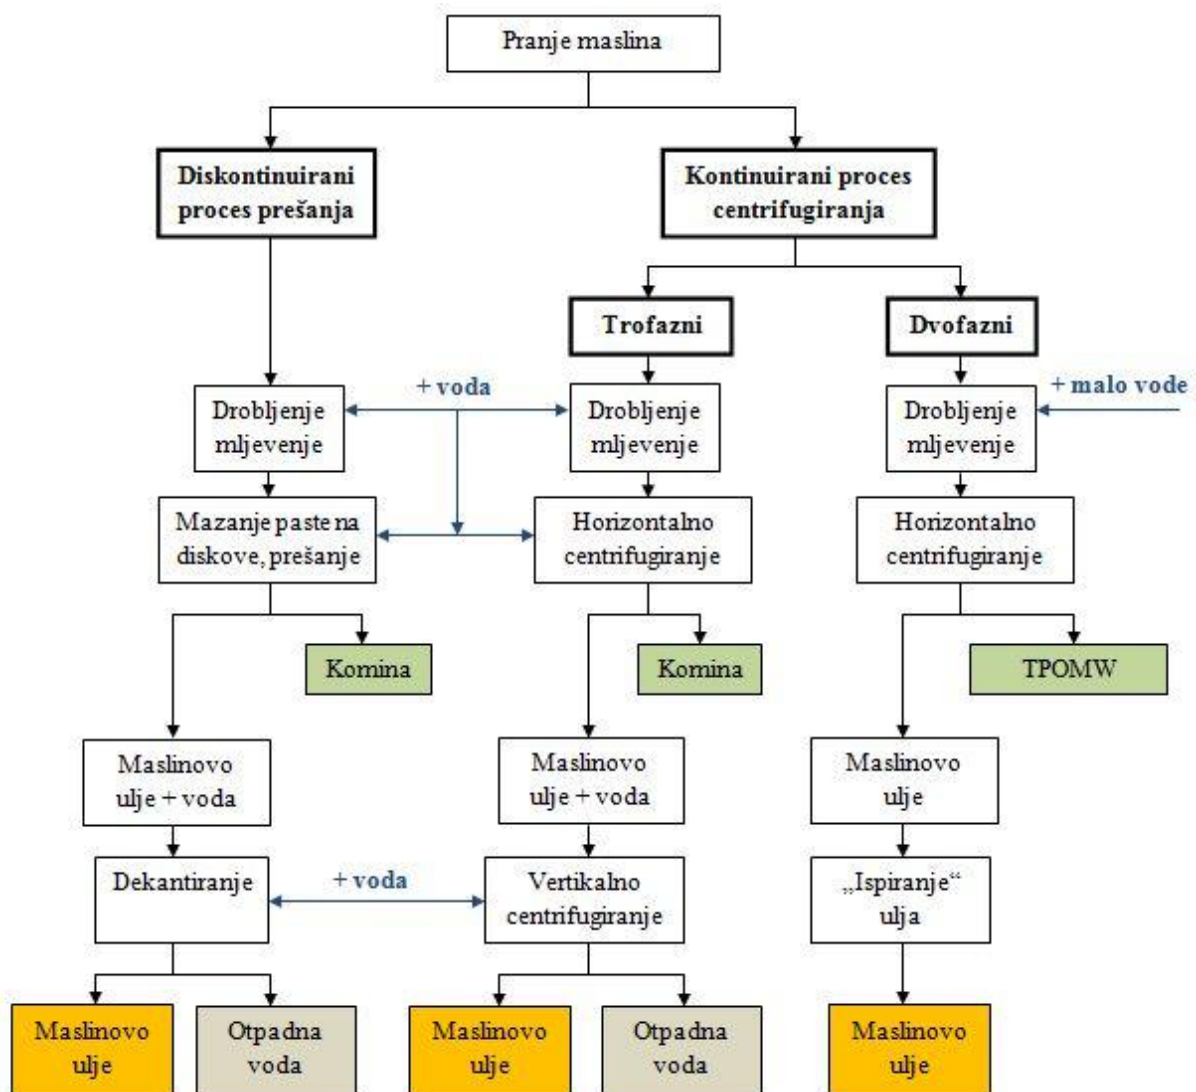 Pranje maslina
Diskontinuirani
proces prešanja
Kontinuirani proces
centrifugiranja
Trofazni
Dvofazni
+ voda
+ malo vode
Drobljenje
mljevenje
Drobljenje
mljevenje
Drobljenje
mljevenje
Mazanje paste na
diskove, prešanje
Horizontalno
centrifugiranje
Horizontalno
centrifugiranje
Komina
Komina
TPOMW
Maslinovo
ulje + voda
Maslinovo
ulje + voda
Maslinovo
ulje
Dekantiranje
+ voda
Vertikalno
centrifugiranje
„Ispiranje“
ulja
Maslinovo
ulje
Otpadna
voda
Maslinovo
ulje
Otpadna
voda
Maslinovo
ulje